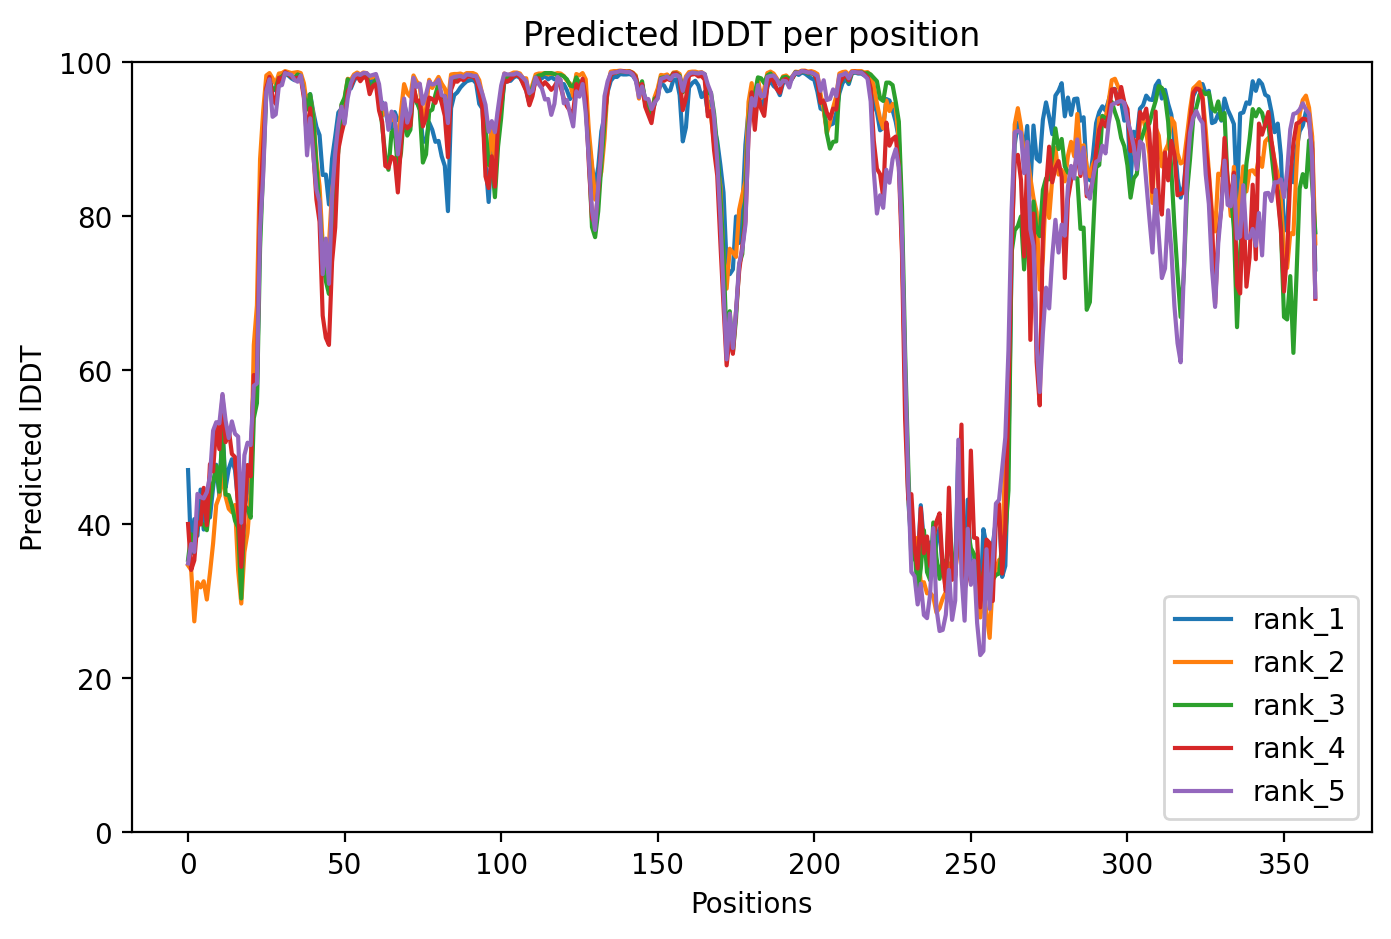 Predicted lDDT per position
100
80
60
40
20
0
Predicted lDDT
0 50 100 150 200 250 300 350
Positions
rank_1
rank_2
rank_3
rank_4
rank_5